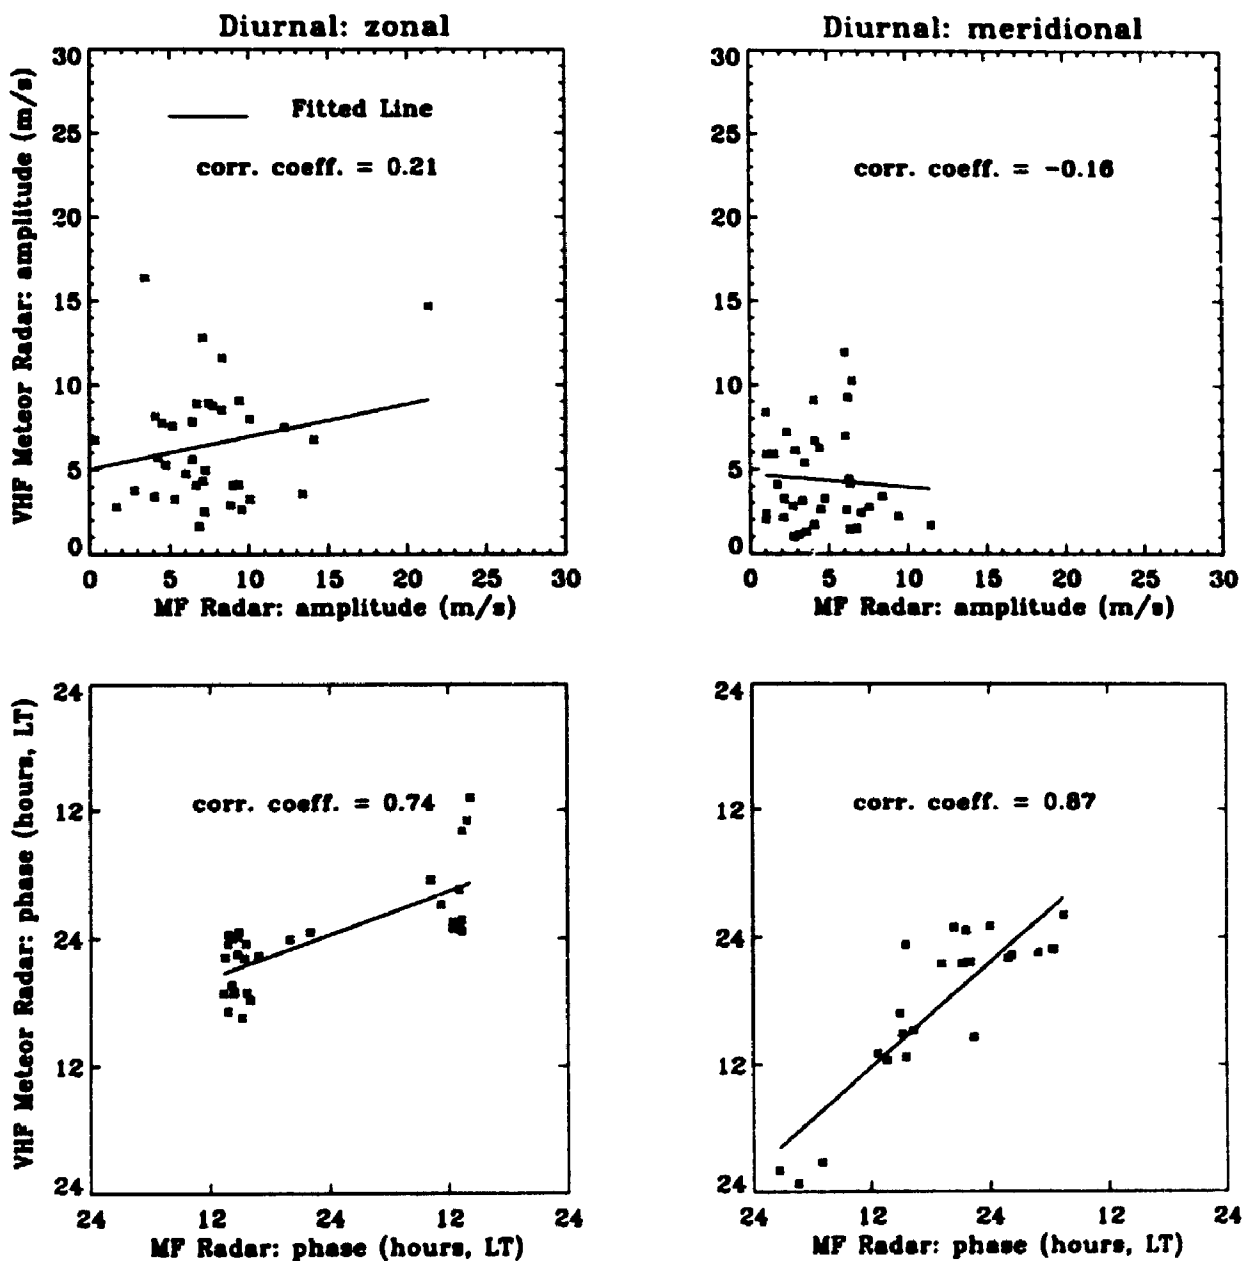 Diurnal: zonal
30
25
20
15
10
5
0
VHF Meteor Radar: amplitude (m/s)
Fitted Line
corr. coeff. = 0.21
0 5 10 15 20 25 30
MF Radar: amplitude (m/s)
Diurnal: meridional
30
25
20
15
10
5
0
corr. coeff. = -0.16
0 5 10 15 20 25 30
MF Radar: amplitude (m/s)
24
12
24
12
24
VHF Meteor Radar: phase (hours, LT)
corr. coeff. = 0.74
24 12 24 12 24
MF Radar: phase (hours, LT)
24
12
24
12
24
corr. coeff. = 0.87
24 12 24 12 24
MF Radar: phase (hours, LT)